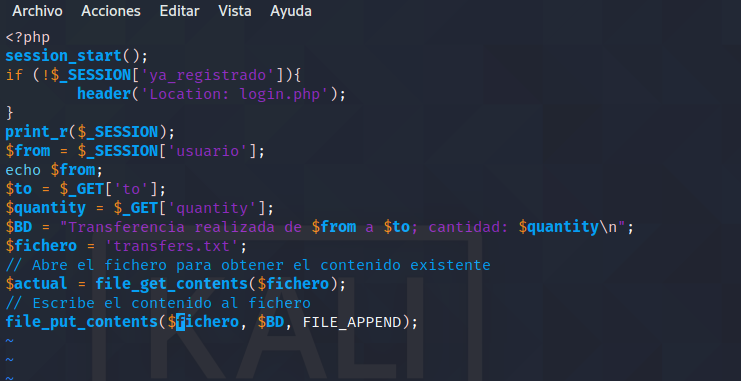 Archivo Acciones Editar Vista Ayuda
<?php
session_start();
if (!$_SESSION['ya_registrado']){
        header('Location: login.php');
}
print_r($_SESSION);
$from = $_SESSION['usuario'];
echo $from;
$to = $_GET['to'];
$quantity = $_GET['quantity'];
$BD = "Transferencia realizada de $from a $to; cantidad: $quantity\n";
$fichero = 'transfers.txt';
// Abre el fichero para obtener el contenido existente
$actual = file_get_contents($fichero);
// Escribe el contenido al fichero
file_put_contents($fichero, $BD, FILE_APPEND);
~
~
~
KALI